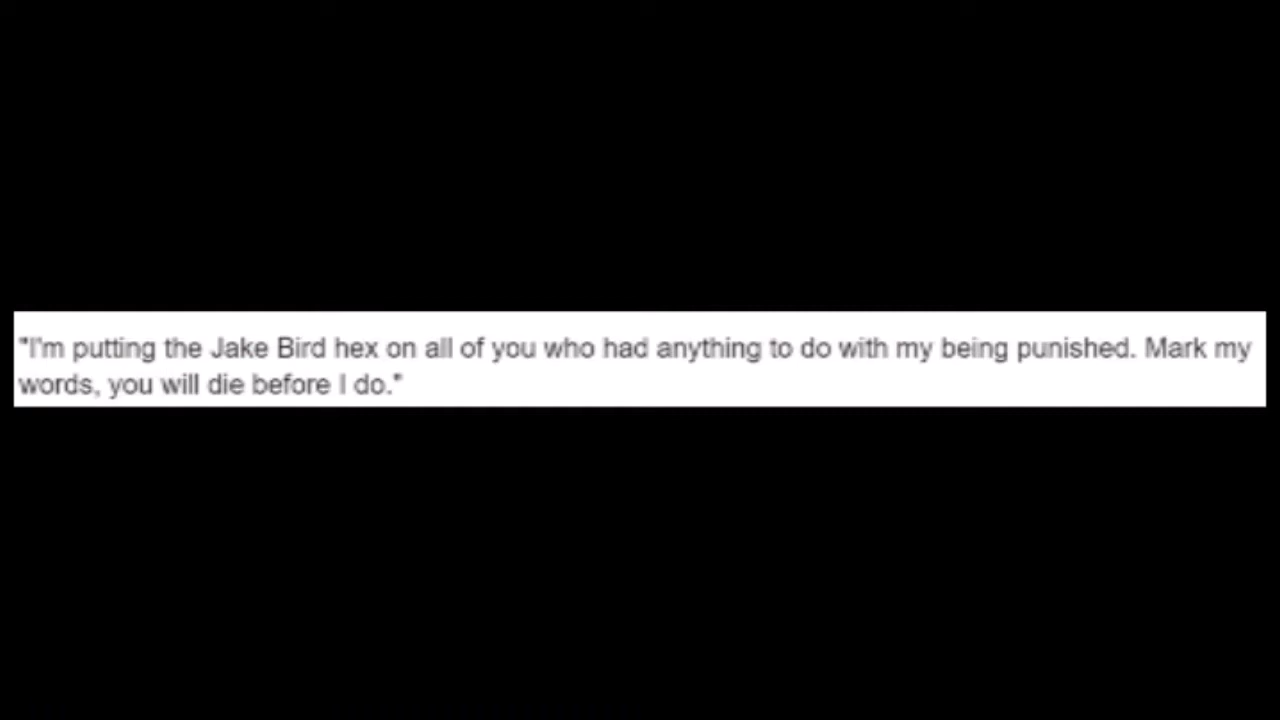 "I'm putting the Jake Bird hex on all of you who had anything to do with my being punished. Mark my
words, you will die before I do."